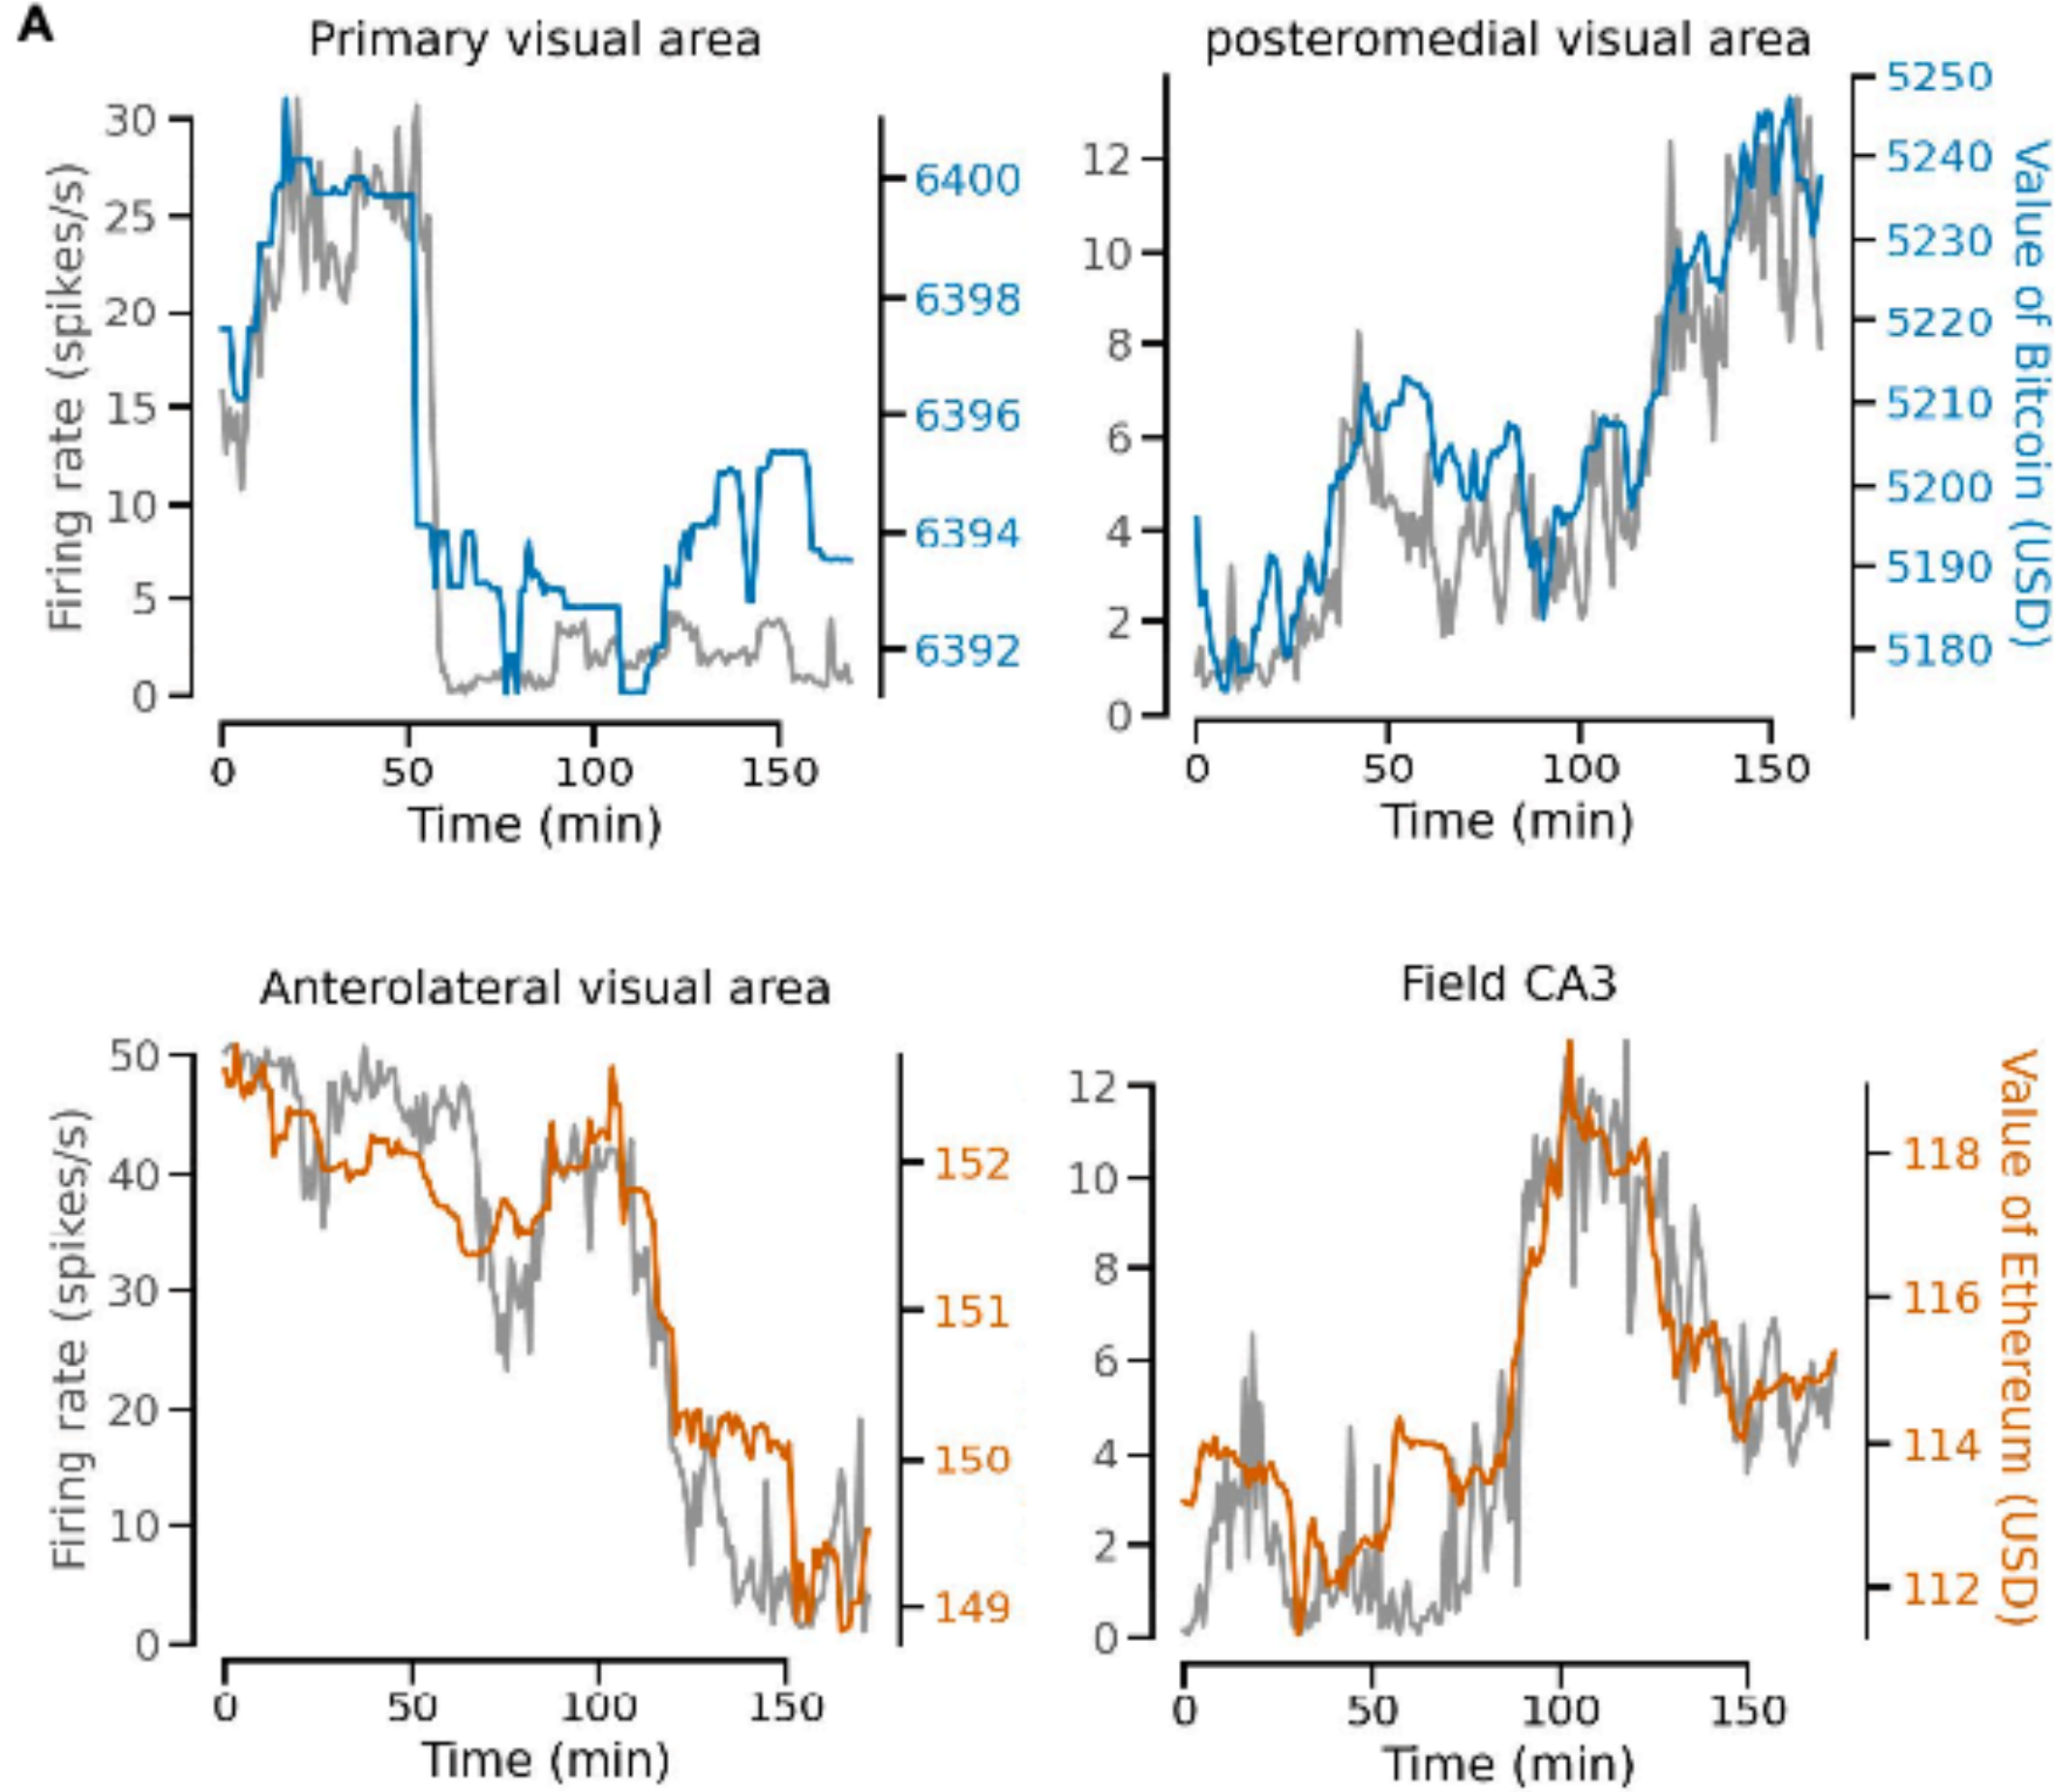 A
Primary visual area
30
25
20
15
10
5
0
Firing rate (spikes/s)
6400
6398
6396
6394
6392
0 50 100 150
Time (min)
posteromedial visual area
12
10
8
6
4
2
0
5250
5240
5230
5220
5210
5200
5190
5180
Value of Bitcoin (USD)
0 50 100 150
Time (min)
Anterolateral visual area
50
40
30
20
10
0
Firing rate (spikes/s)
152
151
150
149
0 50 100 150
Time (min)
Field CA3
12
10
8
6
4
2
0
118
116
114
112
Value of Ethereum (USD)
0 50 100 150
Time (min)